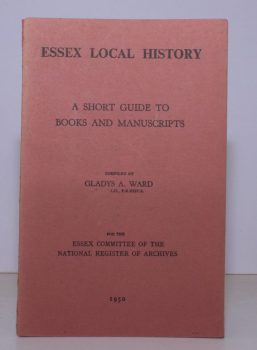 ESSEX LOCAL HISTORY
A SHORT GUIDE TO
BOOKS AND MANUSCRIPTS
COMPILED BY
GLADYS A. WARD
FOR THE
ESSEX COMMITTEE OF THE
NATIONAL REGISTER OF ARCHIVES
1950